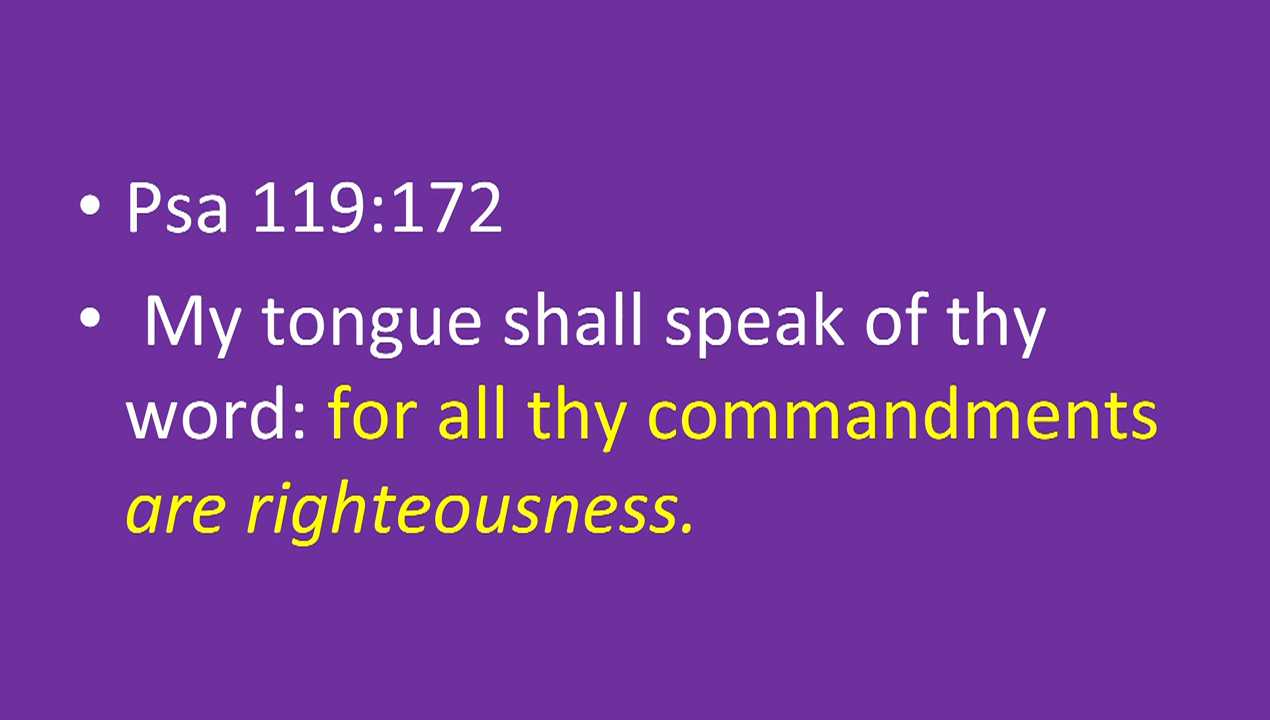 • Psa 119:172
• My tongue shall speak of thy
word: for all thy commandments
are righteousness.